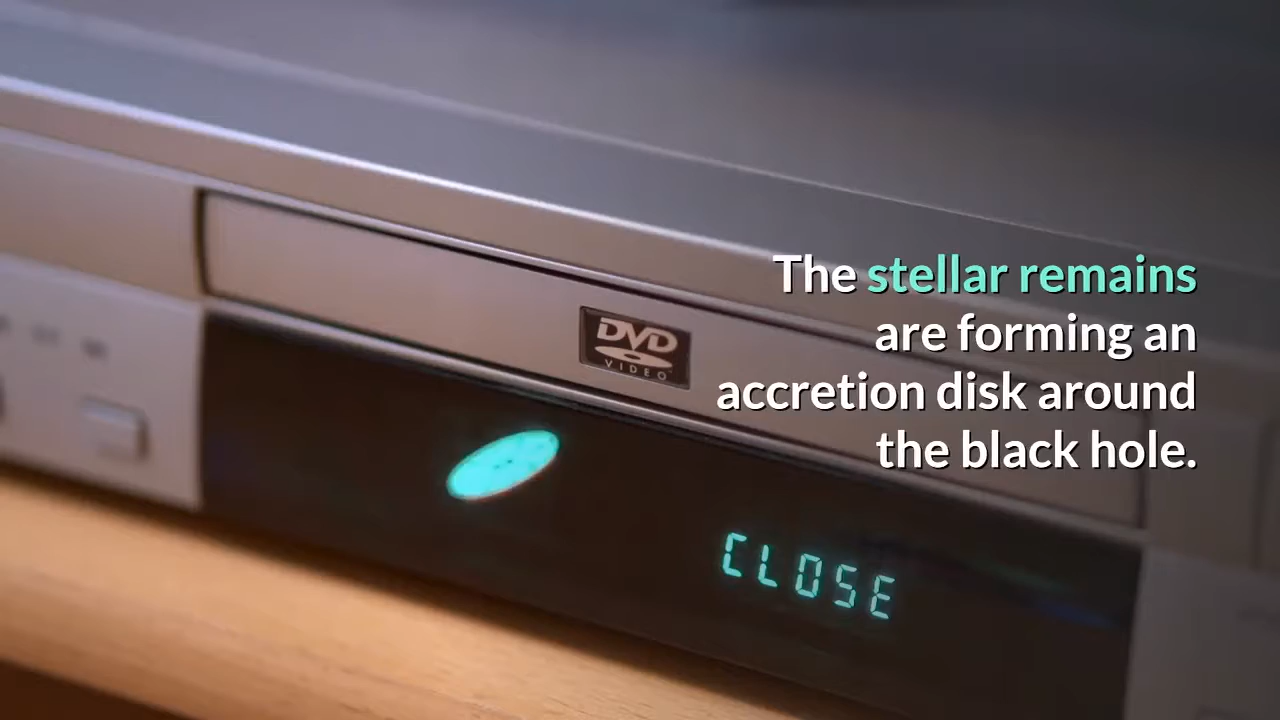 The stellar remains
are forming an
accretion disk around
the black hole.
DVD
VIDEO
CLOSE